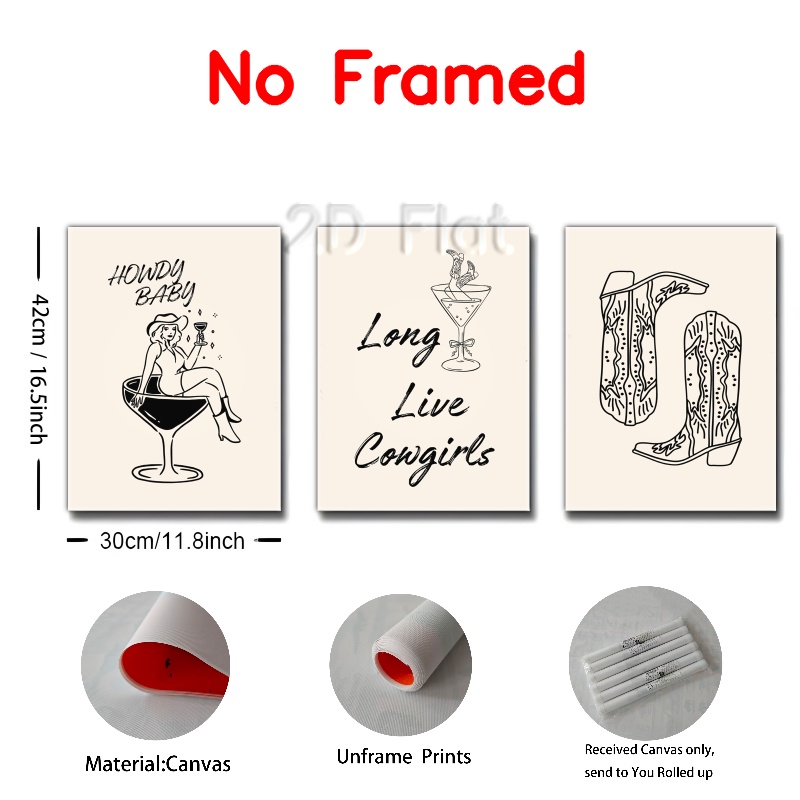 No Framed
2D Flat
HOWDY
BABY
Long
Live
Cowgirls
42cm / 16.5inch
30cm/11.8inch
Material:Canvas
Unframe Prints
Received Canvas only,
send to You Rolled up